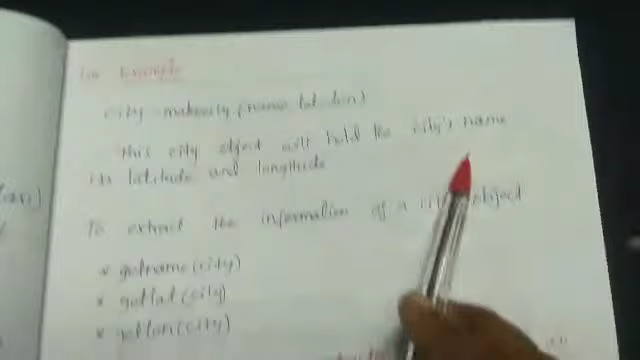 For Example
city = makecity(name, lat, lon)
This city object will hold the city's name
its latitude and longitude
To extract the information of a city object
* getname(city)
* getlat(city)
* getlon(city)